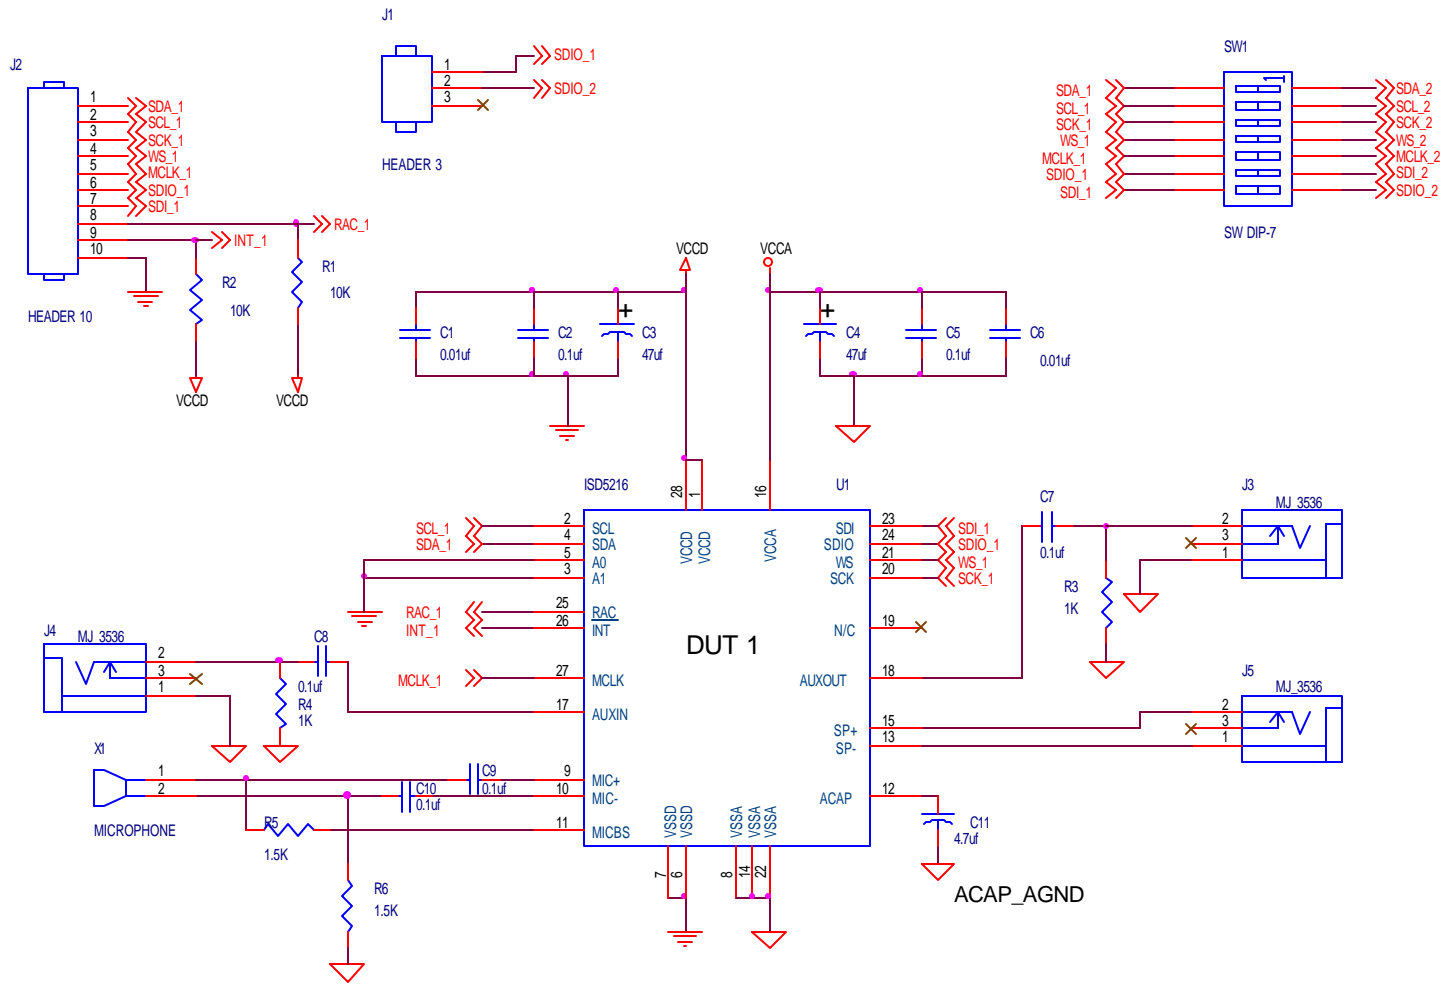 J1
SW1
J2
1 SDIO_1
2 SDIO_2
3
HEADER 3
1 SDA_1
2 SCL_1
3 SCK_1
4 WS_1
5 MCLK_1
6 SDIO_1
7 SDI_1
8 RAC_1
9 INT_1
10
HEADER 10
R2
10K
R1
10K
VCCD
VCCD
1
SDA_1 SDA_2
SCL_1 SCL_2
SCK_1 SCK_2
WS_1 WS_2
MCLK_1 MCLK_2
SDIO_1 SDI_2
SDI_1 SDIO_2
SW DIP-7
VCCD
VCCA
C1
0.01uf
C2
0.1uf
+
C3
47uf
+
C4
47uf
C5
0.1uf
C6
0.01uf
ISD5216
U1
28
1
16
VCCD
VCCD
VCCA
SCL_1 2 SCL
SDA_1 4 SDA
5 A0
3 A1
RAC_1 25 RAC
INT_1 26 INT
MCLK_1 27 MCLK
17 AUXIN
9 MIC+
10 MIC-
11 MICBS
DUT 1
SDI 23 SDI_1
SDIO 24 SDIO_1
WS 21 WS_1
SCK 20 SCK_1
N/C 19
AUXOUT 18
SP+ 15
SP- 13
ACAP 12
VSSD
VSSD
VSSA
VSSA
VSSA
7
6
8
14
22
C7
0.1uf
R3
1K
J3
MJ_3536
2
3
1
J5
MJ_3536
2
3
1
C11
4.7uf
ACAP_AGND
J4
MJ_3536
2
3
1
C8
0.1uf
R4
1K
X1
1
2
MICROPHONE
C9
0.1uf
C10
0.1uf
R5
1.5K
R6
1.5K